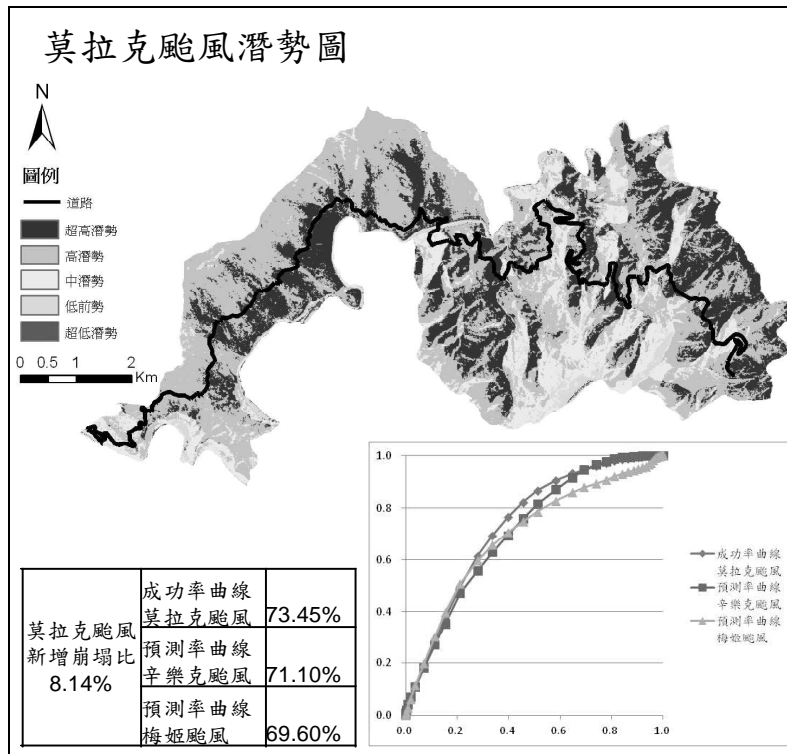 莫拉克颱風潛勢圖
N
圖例
道路
超高潛勢
高潛勢
中潛勢
低前勢
超低潛勢
0 0.5 1 2
Km
莫拉克颱風
新增崩塌比
8.14%
成功率曲線
莫拉克颱風 73.45%
預測率曲線
辛樂克颱風 71.10%
預測率曲線
梅姬颱風 69.60%
1.0
0.8
0.6
0.4
0.2
0.0
0.0 0.2 0.4 0.6 0.8 1.0
成功率曲線
莫拉克颱風
預測率曲線
辛樂克颱風
預測率曲線
梅姬颱風